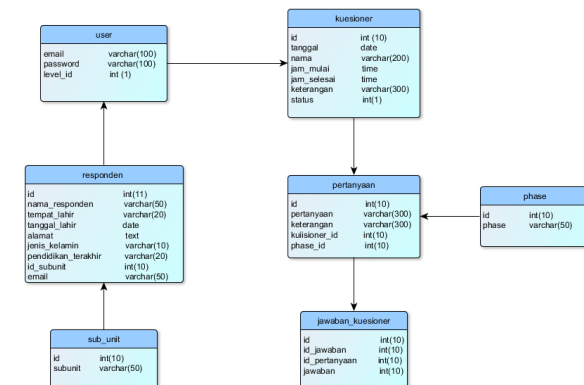 user
email varchar(100)
password varchar(100)
level_id int (1)
kuesioner
id int (10)
tanggal date
nama varchar(200)
jam_mulai time
jam_selesai time
keterangan varchar(300)
status int(1)
responden
id int(11)
nama_responden varchar(50)
tempat_lahir varchar(20)
tanggal_lahir date
alamat text
jenis_kelamin varchar(10)
pendidikan_terakhir varchar(20)
id_subunit int(10)
email varchar(50)
pertanyaan
id int(10)
pertanyaan varchar(300)
keterangan varchar(300)
kuiisioner_id int(10)
phase_id int(10)
phase
id int(10)
phase varchar(50)
sub_unit
id int(10)
subunit varchar(50)
jawaban_kuesioner
id int(10)
id_jawaban int(10)
id_pertanyaan int(10)
jawaban int(10)